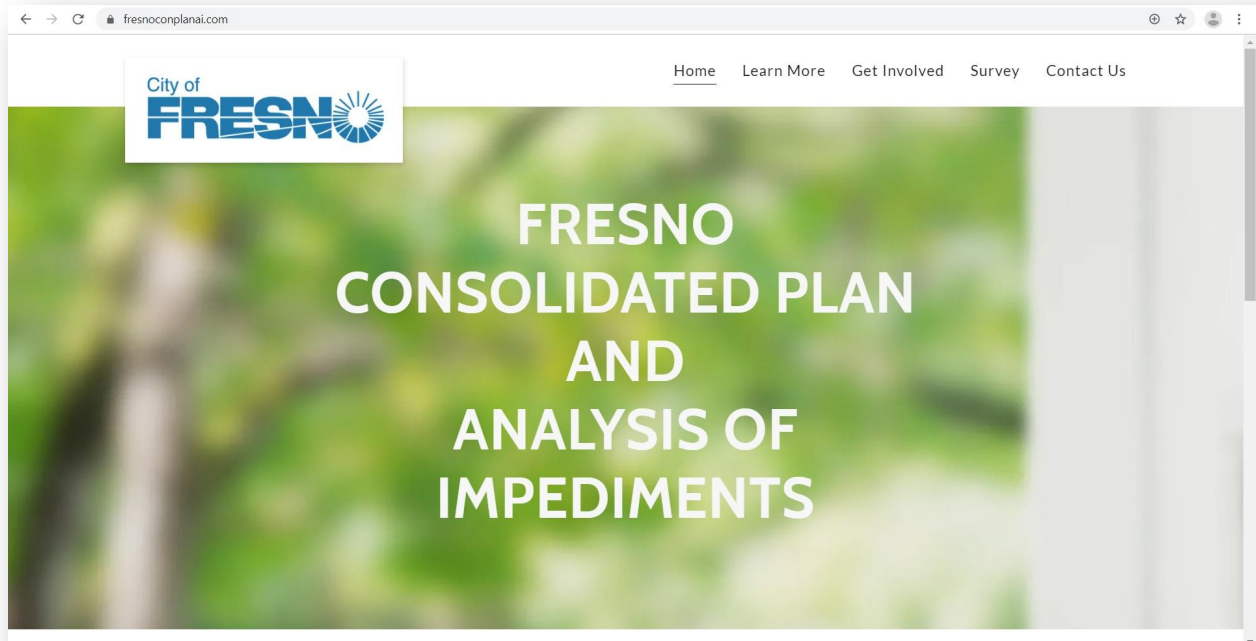 fresnoconplanai.com
City of
FRESNO
Home Learn More Get Involved Survey Contact Us
FRESNO
CONSOLIDATED PLAN
AND
ANALYSIS OF
IMPEDIMENTS